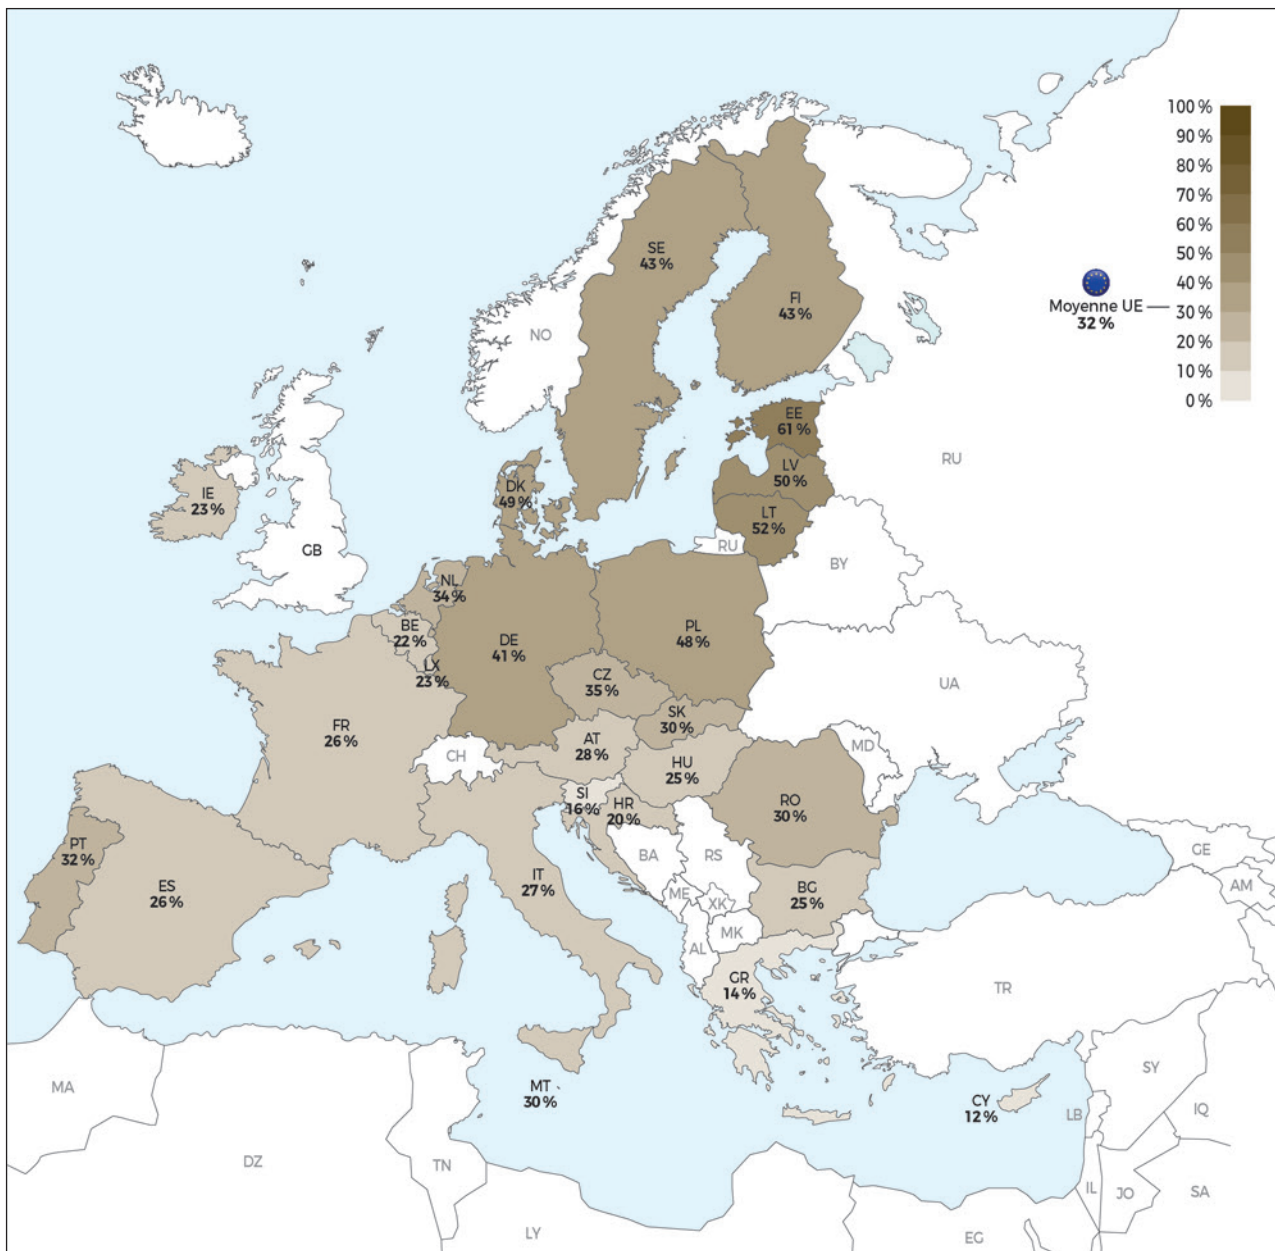 100 %
90 %
80 %
70 %
60 %
50 %
40 %
30 %
20 %
10 %
0 %
Moyenne UE
32 %
SE
43 %
FI
43 %
NO
EE
61 %
RU
LV
50 %
IE
23 %
DK
49 %
LT
52 %
RU
GB
BY
NL
34 %
BE
22 %
DE
41 %
PL
48 %
LX
23 %
CZ
35 %
UA
SK
30 %
FR
26 %
AT
28 %
MD
CH
HU
25 %
SI
16 %
HR
20 %
RO
30 %
PT
32 %
BA
RS
GE
ES
26 %
IT
27 %
ME
XK
BG
25 %
AM
MK
AL
GR
14 %
TR
MA
MT
30 %
CY
12 %
LB
SY
IQ
DZ
TN
IL
JO
SA
LY
EG